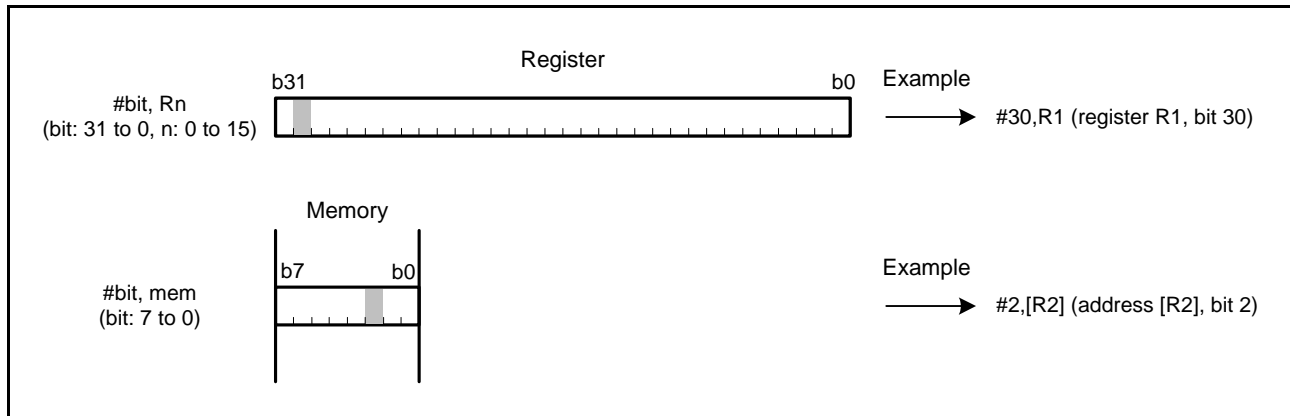 Register
b31
b0
Example
#bit, Rn
(bit: 31 to 0, n: 0 to 15)
#30,R1 (register R1, bit 30)
Memory
b7
b0
Example
#bit, mem
(bit: 7 to 0)
#2,[R2] (address [R2], bit 2)